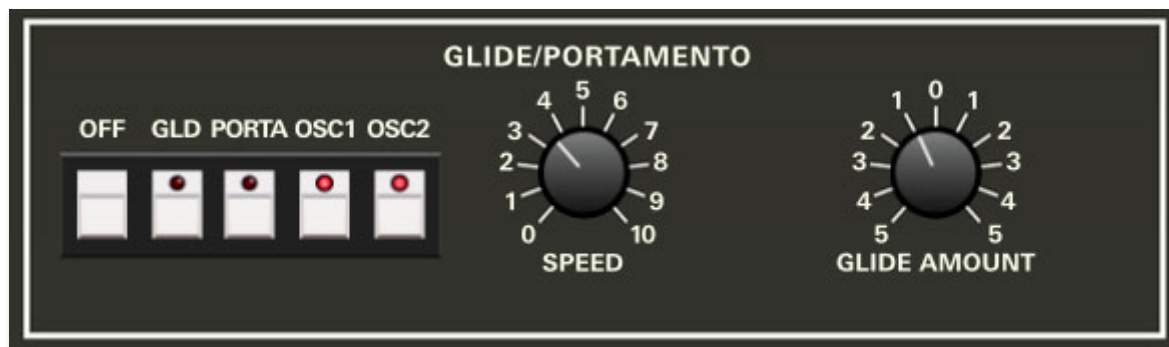 GLIDE/PORTAMENTO
OFF GLD PORTA OSC1 OSC2
0 1 2 3 4 5 6 7 8 9 10
SPEED
5 4 3 2 1 0 1 2 3 4 5
GLIDE AMOUNT